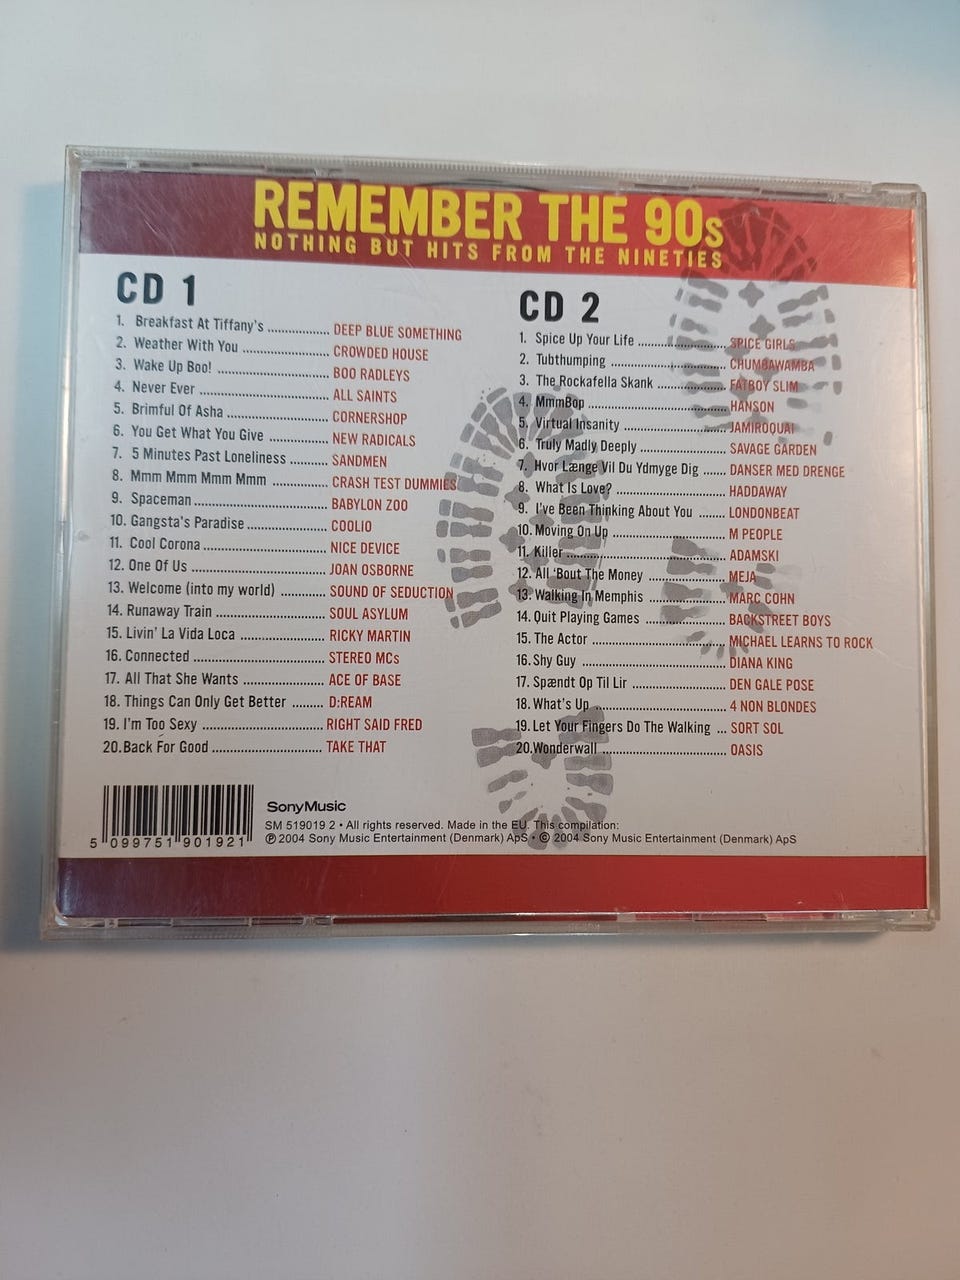 REMEMBER THE 90s
NOTHING BUT HITS FROM THE NINETIES
CD 1
1. Breakfast At Tiffany's ................ DEEP BLUE SOMETHING
2. Weather With You ...................... CROWDED HOUSE
3. Wake Up Boo! ............................. BOO RADLEYS
4. Never Ever .................................. ALL SAINTS
5. Brimful Of Asha .......................... CORNERSHOP
6. You Get What You Give ............... NEW RADICALS
7. 5 Minutes Past Loneliness .......... SANDMEN
8. Mmm Mmm Mmm Mmm ............... CRASH TEST DUMMIES
9. Spaceman ................................... BABYLON ZOO
10. Gangsta's Paradise ..................... COOLIO
11. Cool Corona ................................ NICE DEVICE
12. One Of Us ................................... JOAN OSBORNE
13. Welcome (into my world) ............ SOUND OF SEDUCTION
14. Runaway Train ............................ SOUL ASYLUM
15. Livin' La Vida Loca ....................... RICKY MARTIN
16. Connected .................................. STEREO MCs
17. All That She Wants ..................... ACE OF BASE
18. Things Can Only Get Better ........ D:REAM
19. I'm Too Sexy ............................... RIGHT SAID FRED
20. Back For Good ............................. TAKE THAT
CD 2
1. Spice Up Your Life ....................... SPICE GIRLS
2. Tubthumping .............................. CHUMBAWAMBA
3. The Rockafella Skank ................... FATBOY SLIM
4. MmmBop ................................... HANSON
5. Virtual Insanity .......................... JAMIROQUAI
6. Truly Madly Deeply ..................... SAVAGE GARDEN
7. Hvor Længe Vil Du Ydmyge Dig ...... DANSER MED DRENGE
8. What Is Love? ............................. HADDAWAY
9. I've Been Thinking About You ....... LONDONBEAT
10. Moving On Up ............................. M PEOPLE
11. Killer ......................................... ADAMSKI
12. All 'Bout The Money .................... MEJA
13. Walking In Memphis .................... MARC COHN
14. Quit Playing Games ..................... BACKSTREET BOYS
15. The Actor ................................... MICHAEL LEARNS TO ROCK
16. Shy Guy ..................................... DIANA KING
17. Spændt Op Til Lir ........................ DEN GALE POSE
18. What's Up .................................. 4 NON BLONDES
19. Let Your Fingers Do The Walking ... SORT SOL
20. Wonderwall ................................ OASIS
5 099751 901921
SonyMusic
SM 519019 2 • All rights reserved. Made in the EU. This compilation:
℗ 2004 Sony Music Entertainment (Denmark) ApS • © 2004 Sony Music Entertainment (Denmark) ApS